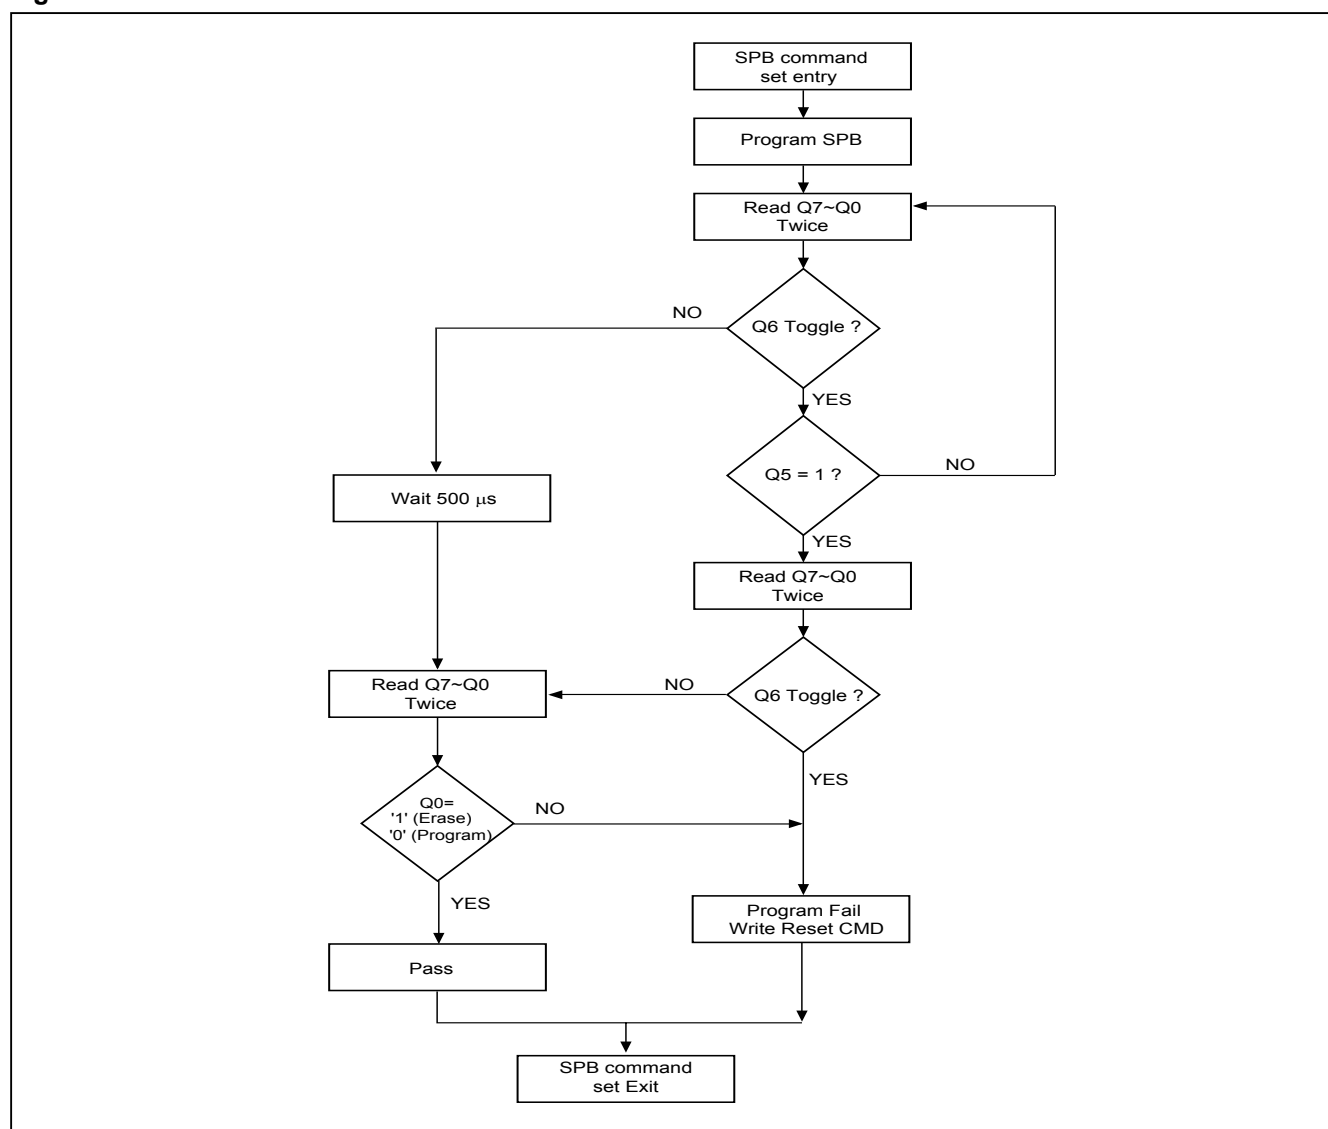 SPB command
set entry
Program SPB
Read Q7~Q0
Twice
NO
Q6 Toggle ?
YES
Q5 = 1 ?
NO
Wait 500 μs
YES
Read Q7~Q0
Twice
Read Q7~Q0
Twice
NO
Q6 Toggle ?
YES
Q0=
'1' (Erase)
'0' (Program)
NO
YES
Program Fail
Write Reset CMD
Pass
SPB command
set Exit